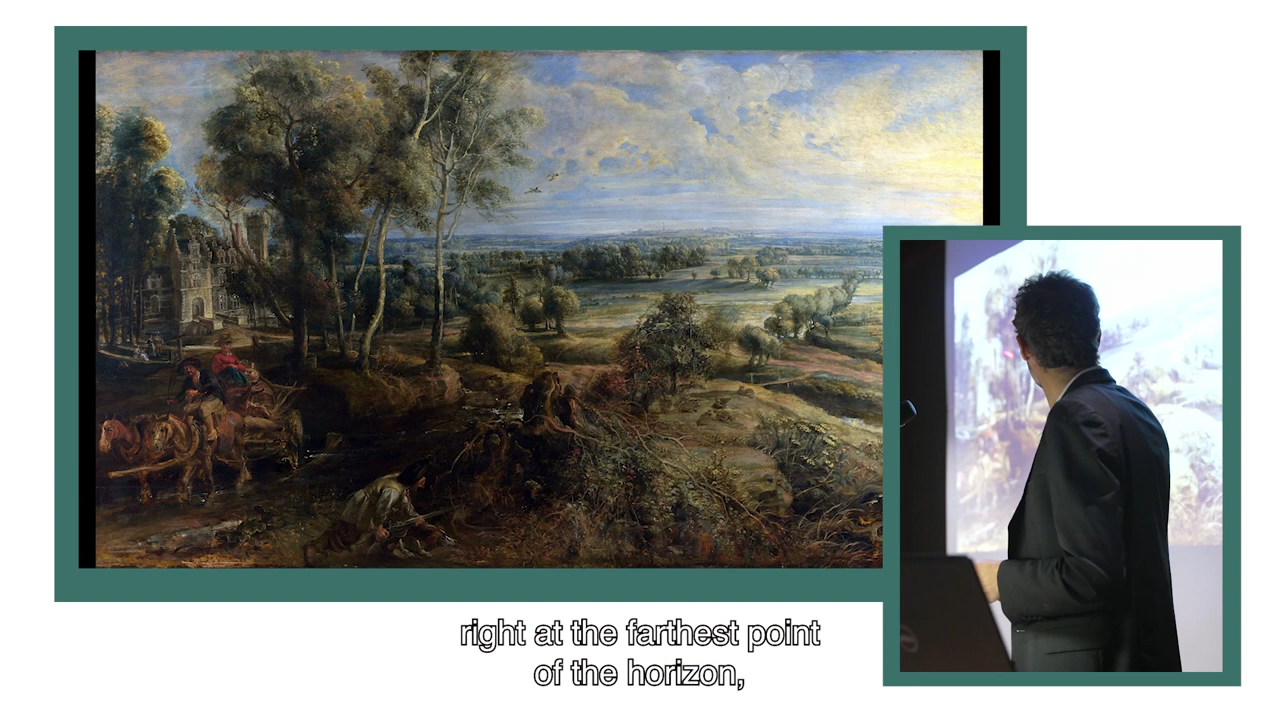 right at the farthest point
of the horizon,